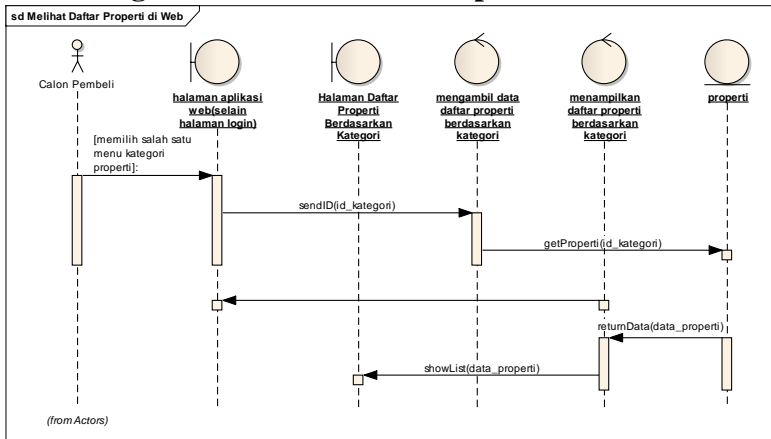 sd Melihat Daftar Properti di Web
Calon Pembeli
halaman aplikasi
web(selain
halaman login)
Halaman Daftar
Properti
Berdasarkan
Kategori
mengambil data
daftar properti
berdasarkan
kategori
menampilkan
daftar properti
berdasarkan
kategori
properti
[memilih salah satu
menu kategori
properti]:
sendID(id_kategori)
getProperti(id_kategori)
returnData(data_properti)
showList(data_properti)
(from Actors)